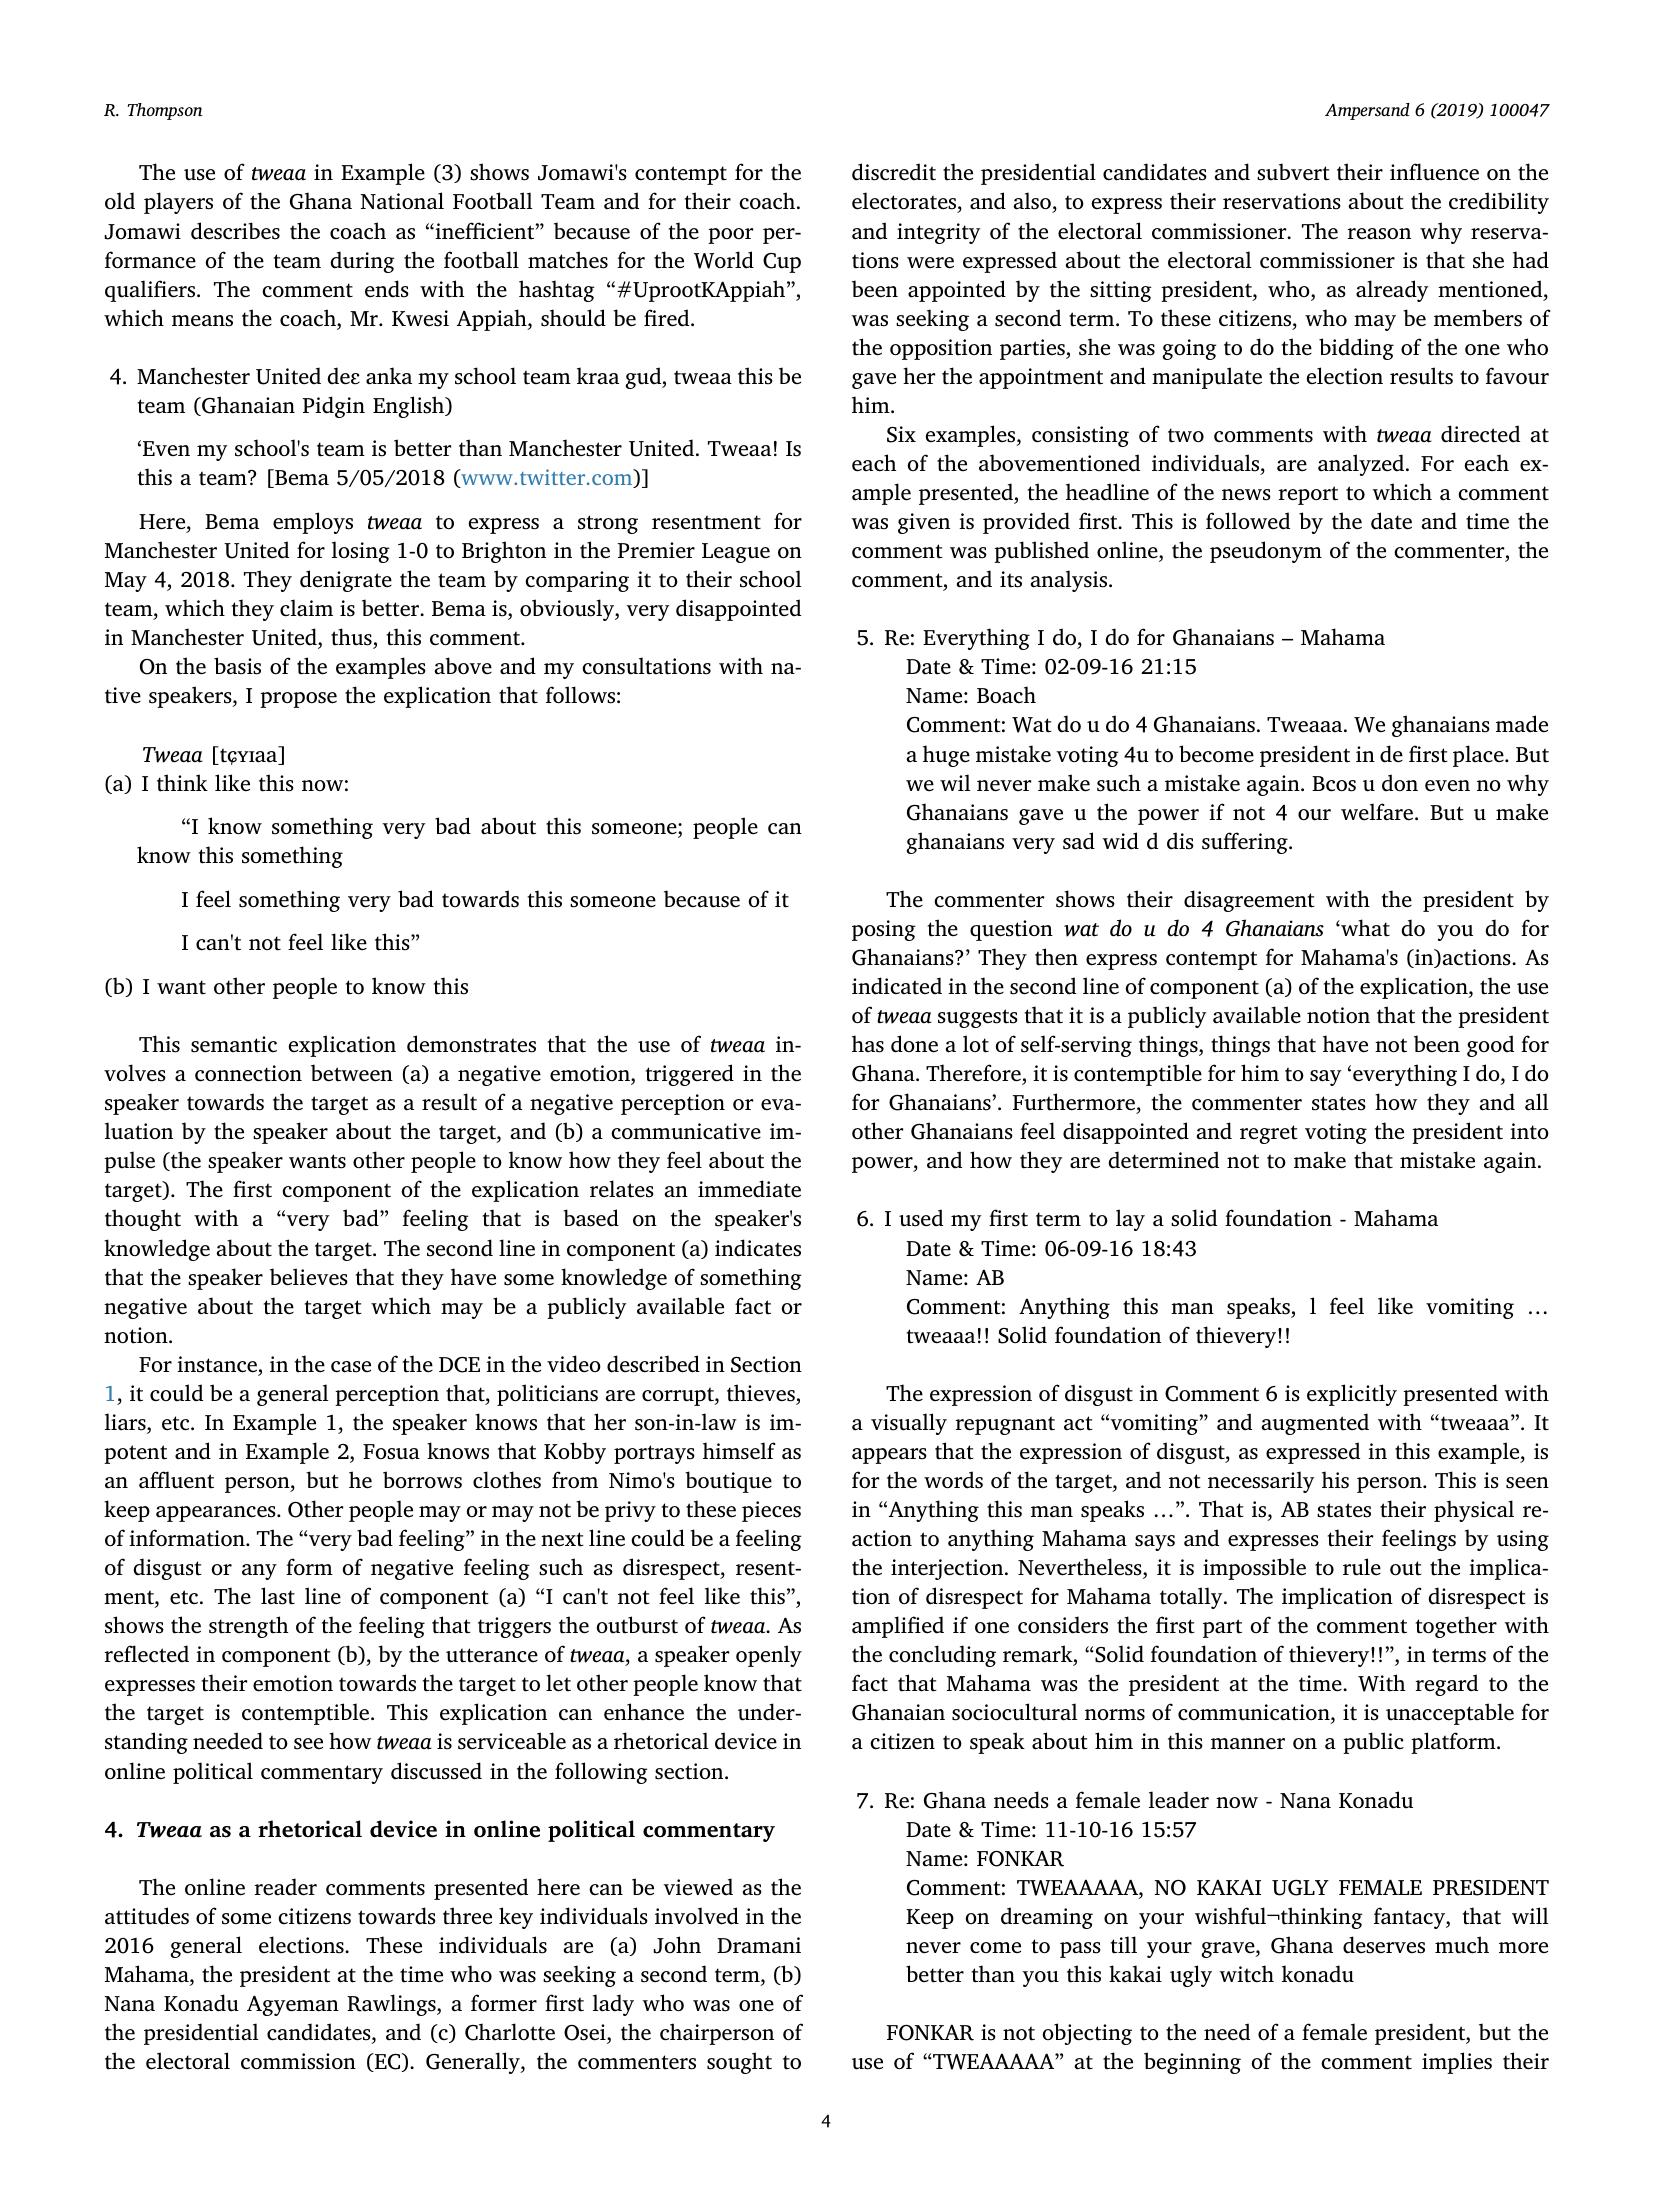 R. Thompson
Ampersand 6 (2019) 100047
The use of tweaa in Example (3) shows Jomawi's contempt for the
old players of the Ghana National Football Team and for their coach.
Jomawi describes the coach as “inefficient” because of the poor per-
formance of the team during the football matches for the World Cup
qualifiers. The comment ends with the hashtag “#UprootKAppiah”,
which means the coach, Mr. Kwesi Appiah, should be fired.
4. Manchester United deɛ anka my school team kraa gud, tweaa this be
team (Ghanaian Pidgin English)
‘Even my school's team is better than Manchester United. Tweaa! Is
this a team? [Bema 5/05/2018 (www.twitter.com)]
Here, Bema employs tweaa to express a strong resentment for
Manchester United for losing 1-0 to Brighton in the Premier League on
May 4, 2018. They denigrate the team by comparing it to their school
team, which they claim is better. Bema is, obviously, very disappointed
in Manchester United, thus, this comment.
On the basis of the examples above and my consultations with na-
tive speakers, I propose the explication that follows:
Tweaa [tɕʏɪaa]
(a) I think like this now:
“I know something very bad about this someone; people can
know this something
I feel something very bad towards this someone because of it
I can't not feel like this”
(b) I want other people to know this
This semantic explication demonstrates that the use of tweaa in-
volves a connection between (a) a negative emotion, triggered in the
speaker towards the target as a result of a negative perception or eva-
luation by the speaker about the target, and (b) a communicative im-
pulse (the speaker wants other people to know how they feel about the
target). The first component of the explication relates an immediate
thought with a “very bad” feeling that is based on the speaker's
knowledge about the target. The second line in component (a) indicates
that the speaker believes that they have some knowledge of something
negative about the target which may be a publicly available fact or
notion.
For instance, in the case of the DCE in the video described in Section
1, it could be a general perception that, politicians are corrupt, thieves,
liars, etc. In Example 1, the speaker knows that her son-in-law is im-
potent and in Example 2, Fosua knows that Kobby portrays himself as
an affluent person, but he borrows clothes from Nimo's boutique to
keep appearances. Other people may or may not be privy to these pieces
of information. The “very bad feeling” in the next line could be a feeling
of disgust or any form of negative feeling such as disrespect, resent-
ment, etc. The last line of component (a) “I can't not feel like this”,
shows the strength of the feeling that triggers the outburst of tweaa. As
reflected in component (b), by the utterance of tweaa, a speaker openly
expresses their emotion towards the target to let other people know that
the target is contemptible. This explication can enhance the under-
standing needed to see how tweaa is serviceable as a rhetorical device in
online political commentary discussed in the following section.
4. Tweaa as a rhetorical device in online political commentary
The online reader comments presented here can be viewed as the
attitudes of some citizens towards three key individuals involved in the
2016 general elections. These individuals are (a) John Dramani
Mahama, the president at the time who was seeking a second term, (b)
Nana Konadu Agyeman Rawlings, a former first lady who was one of
the presidential candidates, and (c) Charlotte Osei, the chairperson of
the electoral commission (EC). Generally, the commenters sought to
discredit the presidential candidates and subvert their influence on the
electorates, and also, to express their reservations about the credibility
and integrity of the electoral commissioner. The reason why reserva-
tions were expressed about the electoral commissioner is that she had
been appointed by the sitting president, who, as already mentioned,
was seeking a second term. To these citizens, who may be members of
the opposition parties, she was going to do the bidding of the one who
gave her the appointment and manipulate the election results to favour
him.
Six examples, consisting of two comments with tweaa directed at
each of the abovementioned individuals, are analyzed. For each ex-
ample presented, the headline of the news report to which a comment
was given is provided first. This is followed by the date and time the
comment was published online, the pseudonym of the commenter, the
comment, and its analysis.
5. Re: Everything I do, I do for Ghanaians – Mahama
Date & Time: 02-09-16 21:15
Name: Boach
Comment: Wat do u do 4 Ghanaians. Tweaaa. We ghanaians made
a huge mistake voting 4u to become president in de first place. But
we wil never make such a mistake again. Bcos u don even no why
Ghanaians gave u the power if not 4 our welfare. But u make
ghanaians very sad wid d dis suffering.
The commenter shows their disagreement with the president by
posing the question wat do u do 4 Ghanaians ‘what do you do for
Ghanaians?’ They then express contempt for Mahama's (in)actions. As
indicated in the second line of component (a) of the explication, the use
of tweaa suggests that it is a publicly available notion that the president
has done a lot of self-serving things, things that have not been good for
Ghana. Therefore, it is contemptible for him to say ‘everything I do, I do
for Ghanaians’. Furthermore, the commenter states how they and all
other Ghanaians feel disappointed and regret voting the president into
power, and how they are determined not to make that mistake again.
6. I used my first term to lay a solid foundation - Mahama
Date & Time: 06-09-16 18:43
Name: AB
Comment: Anything this man speaks, l feel like vomiting …
tweaaa!! Solid foundation of thievery!!
The expression of disgust in Comment 6 is explicitly presented with
a visually repugnant act “vomiting” and augmented with “tweaaa”. It
appears that the expression of disgust, as expressed in this example, is
for the words of the target, and not necessarily his person. This is seen
in “Anything this man speaks …”. That is, AB states their physical re-
action to anything Mahama says and expresses their feelings by using
the interjection. Nevertheless, it is impossible to rule out the implica-
tion of disrespect for Mahama totally. The implication of disrespect is
amplified if one considers the first part of the comment together with
the concluding remark, “Solid foundation of thievery!!”, in terms of the
fact that Mahama was the president at the time. With regard to the
Ghanaian sociocultural norms of communication, it is unacceptable for
a citizen to speak about him in this manner on a public platform.
7. Re: Ghana needs a female leader now - Nana Konadu
Date & Time: 11-10-16 15:57
Name: FONKAR
Comment: TWEAAAAA, NO KAKAI UGLY FEMALE PRESIDENT
Keep on dreaming on your wishful¬thinking fantacy, that will
never come to pass till your grave, Ghana deserves much more
better than you this kakai ugly witch konadu
FONKAR is not objecting to the need of a female president, but the
use of “TWEAAAAA” at the beginning of the comment implies their
4